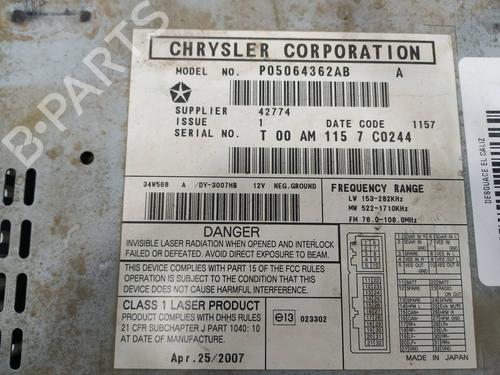 CHRYSLER CORPORATION
MODEL NO. P05064362AB A
SUPPLIER 42774
ISSUE 1 DATE CODE 1157
SERIAL NO. T 00 AM 115 7 C0244
34W568 A /DY-3007HB 12V NEG.GROUND
FREQUENCY RANGE
LW 153-282KHz
MW 522-1710KHz
FM 76.0-108.0MHz
DANGER
INVISIBLE LASER RADIATION WHEN OPENED AND INTERLOCK
FAILED OR DEFEATED. AVOID DIRECT EXPOSURE TO BEAM.
THIS DEVICE COMPLIES WITH PART 15 OF THE FCC RULES
OPERATION IS SUBJECT TO THE CONDITION THAT THIS
DEVICE DOES NOT CAUSE HARMFUL INTERFERENCE
CLASS 1 LASER PRODUCT
PRODUCT COMPLIES WITH DHHS RULES
21 CFR SUBCHAPTER J PART 1040: 10
AT DATE OF MANUFACTURE.
e13 023302
Apr.25/2007
MADE IN JAPAN
DESGUACE EL CALIZ
B-PARTS